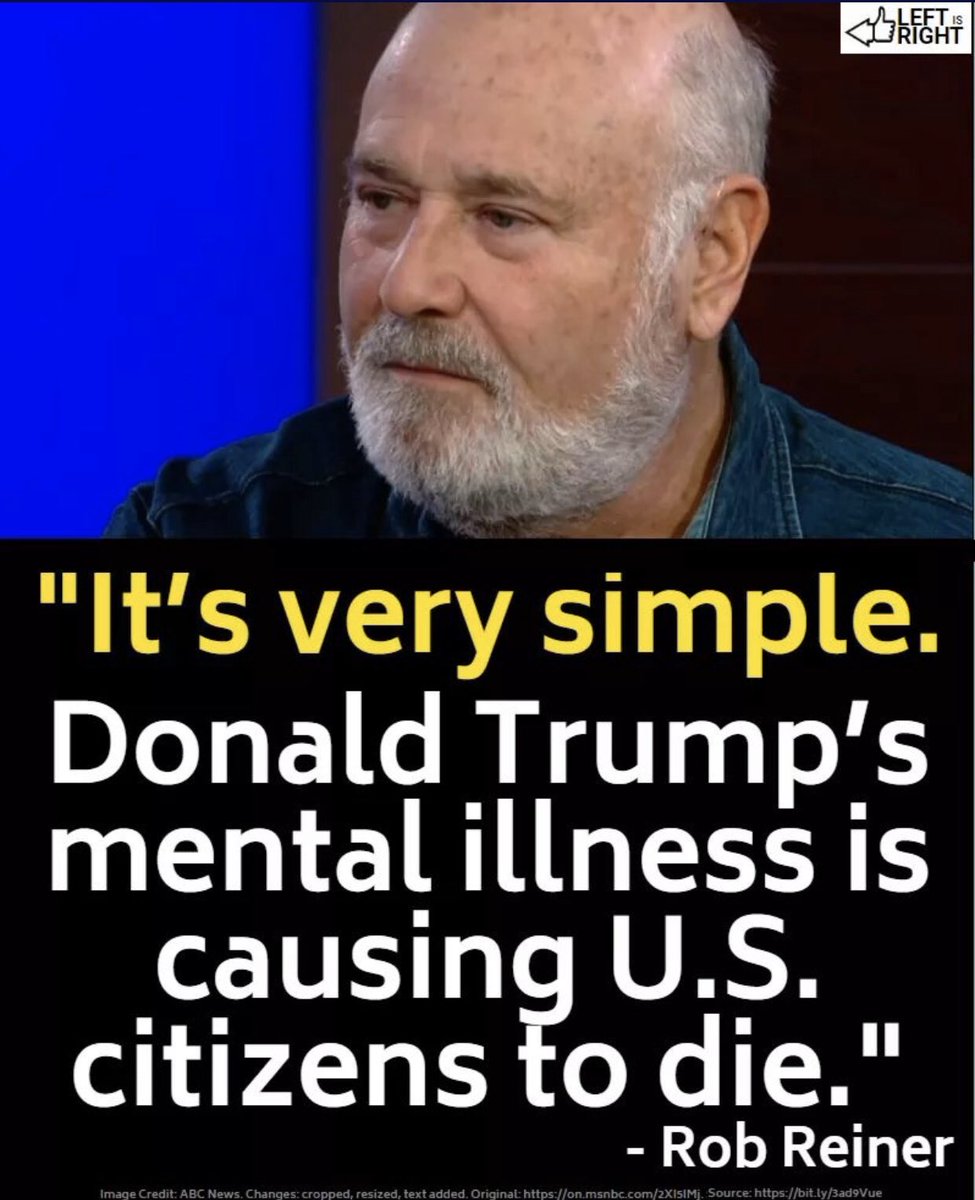 LEFT IS
RIGHT
"It's very simple.
Donald Trump's
mental illness is
causing U.S.
citizens to die."
- Rob Reiner
Image Credit: ABC News. Changes: cropped, resized, text added. Original: https://on.msnbc.com/2XISIMj. Source: https://bit.ly/3ad9Vue